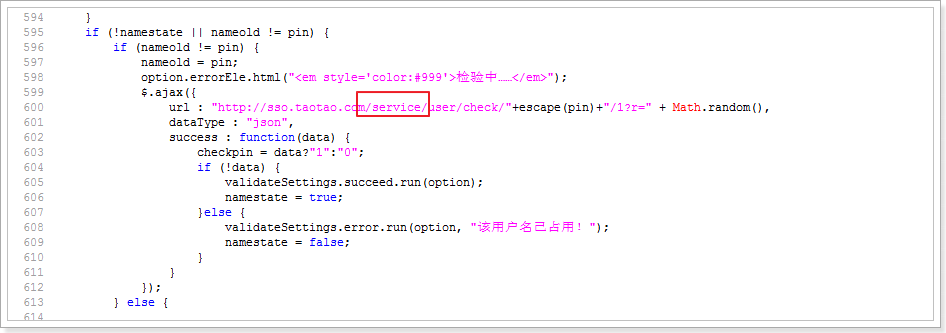 594 }
595 if (!namestate || nameold != pin) {
596 if (nameold != pin) {
597 nameold = pin;
598 option.errorEle.html("<em style='color:#999'>检验中……</em>");
599 $.ajax({
600 url : "http://sso.taotao.com/service/user/check/"+escape(pin)+"/1?r=" + Math.random(),
601 dataType : "json",
602 success : function(data) {
603 checkpin = data?"1":"0";
604 if (!data) {
605 validateSettings.succeed.run(option);
606 namestate = true;
607 }else {
608 validateSettings.error.run(option, "该用户名已占用！");
609 namestate = false;
610 }
611 }
612 });
613 } else {
614